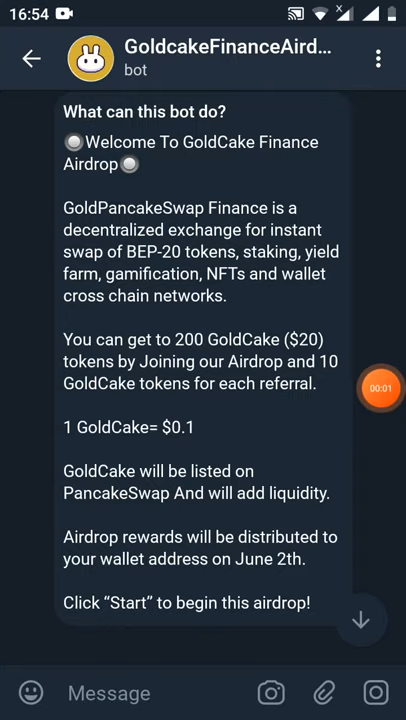 16:54
GoldcakeFinanceAird...
bot
What can this bot do?
🔘Welcome To GoldCake Finance
Airdrop🔘
GoldPancakeSwap Finance is a
decentralized exchange for instant
swap of BEP-20 tokens, staking, yield
farm, gamification, NFTs and wallet
cross chain networks.
You can get to 200 GoldCake ($20)
tokens by Joining our Airdrop and 10
GoldCake tokens for each referral.
1 GoldCake= $0.1
GoldCake will be listed on
PancakeSwap And will add liquidity.
Airdrop rewards will be distributed to
your wallet address on June 2th.
Click “Start” to begin this airdrop!
00:01
Message